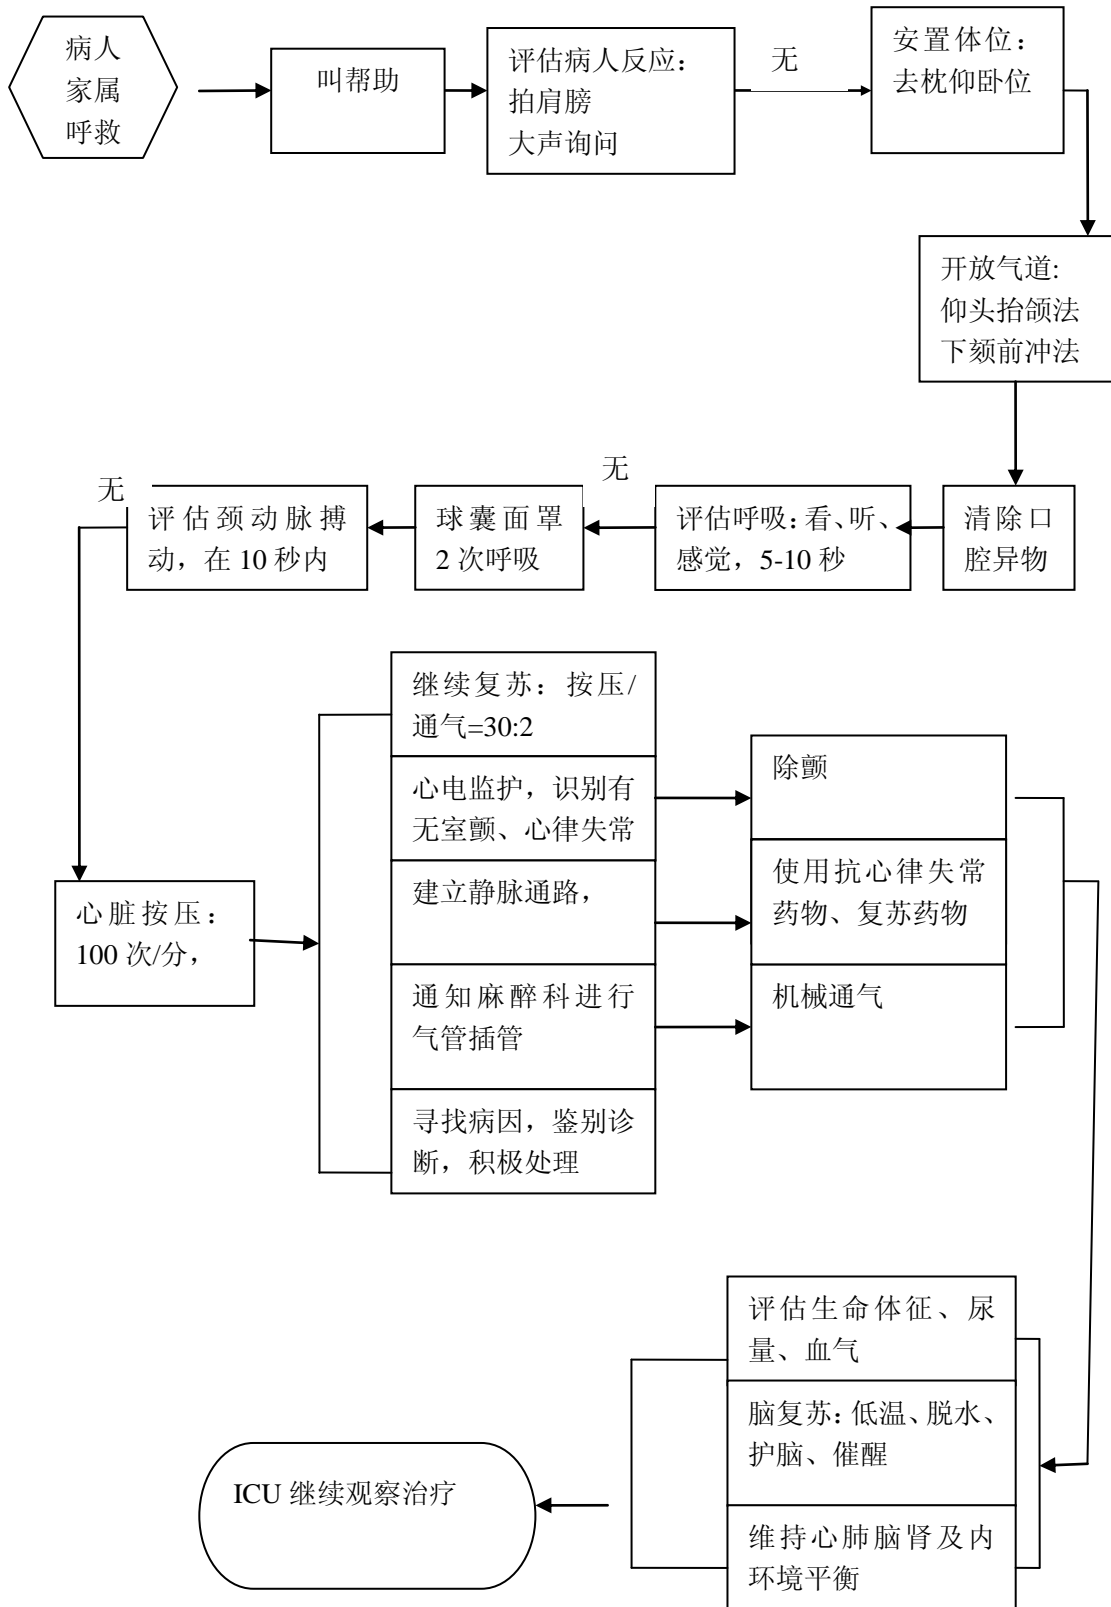 病人
家属
呼救
叫帮助
评估病人反应：
拍肩膀
大声询问
无
安置体位：
去枕仰卧位
开放气道:
仰头抬颌法
下颏前冲法
清除口
腔异物
评估呼吸：看、听、
感觉，5-10 秒
无
球囊面罩
2 次呼吸
评估颈动脉搏
动，在 10 秒内
无
心脏按压：
100 次/分，
继续复苏：按压/
通气=30:2
心电监护，识别有
无室颤、心律失常
建立静脉通路，
通知麻醉科进行
气管插管
寻找病因，鉴别诊
断，积极处理
除颤
使用抗心律失常
药物、复苏药物
机械通气
评估生命体征、尿
量、血气
脑复苏：低温、脱水、
护脑、催醒
维持心肺脑肾及内
环境平衡
ICU 继续观察治疗